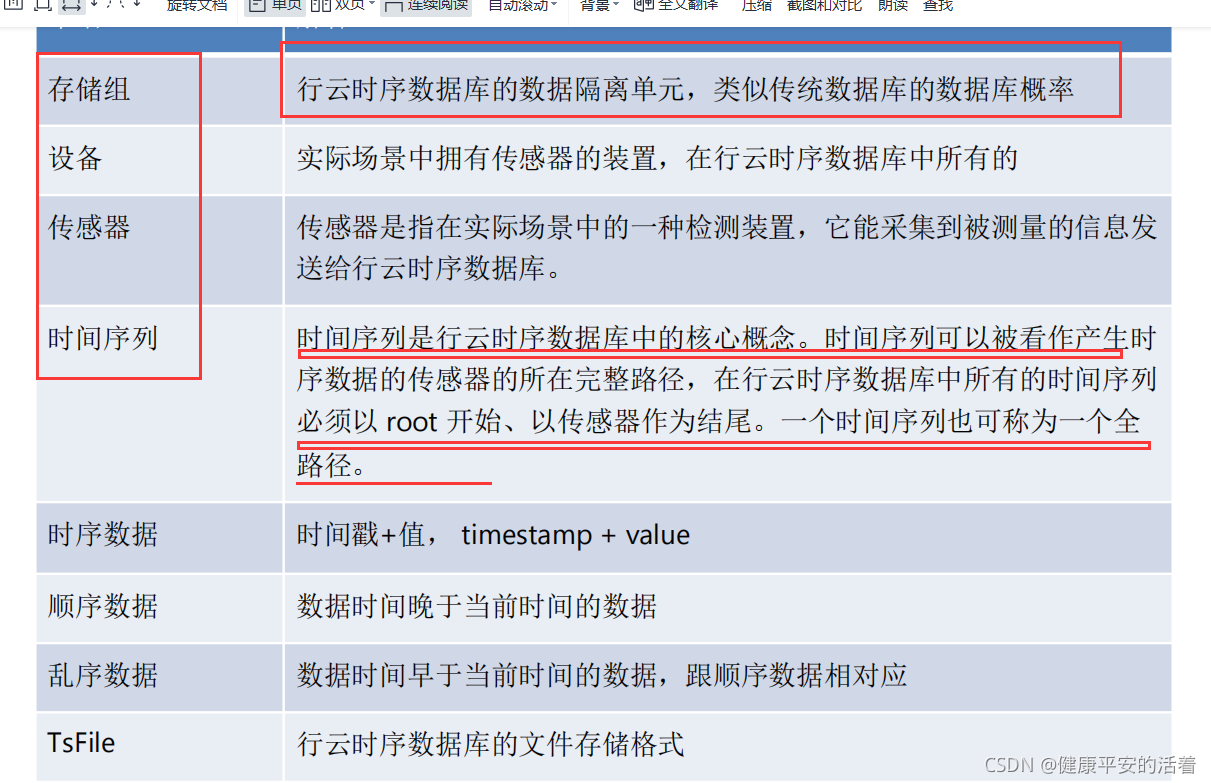 旋转文档 单页 双页 连续阅读 自动滚动 背景 全文翻译 压缩 截图和对比 朗读 查找
存储组 行云时序数据库的数据隔离单元，类似传统数据库的数据库概率
设备 实际场景中拥有传感器的装置，在行云时序数据库中所有的
传感器 传感器是指在实际场景中的一种检测装置，它能采集到被测量的信息发
送给行云时序数据库。
时间序列 时间序列是行云时序数据库中的核心概念。时间序列可以被看作产生时
序数据的传感器的所在完整路径，在行云时序数据库中所有的时间序列
必须以 root 开始、以传感器作为结尾。一个时间序列也可称为一个全
路径。
时序数据 时间戳+值， timestamp + value
顺序数据 数据时间晚于当前时间的数据
乱序数据 数据时间早于当前时间的数据，跟顺序数据相对应
TsFile 行云时序数据库的文件存储格式
CSDN @健康平安的活着